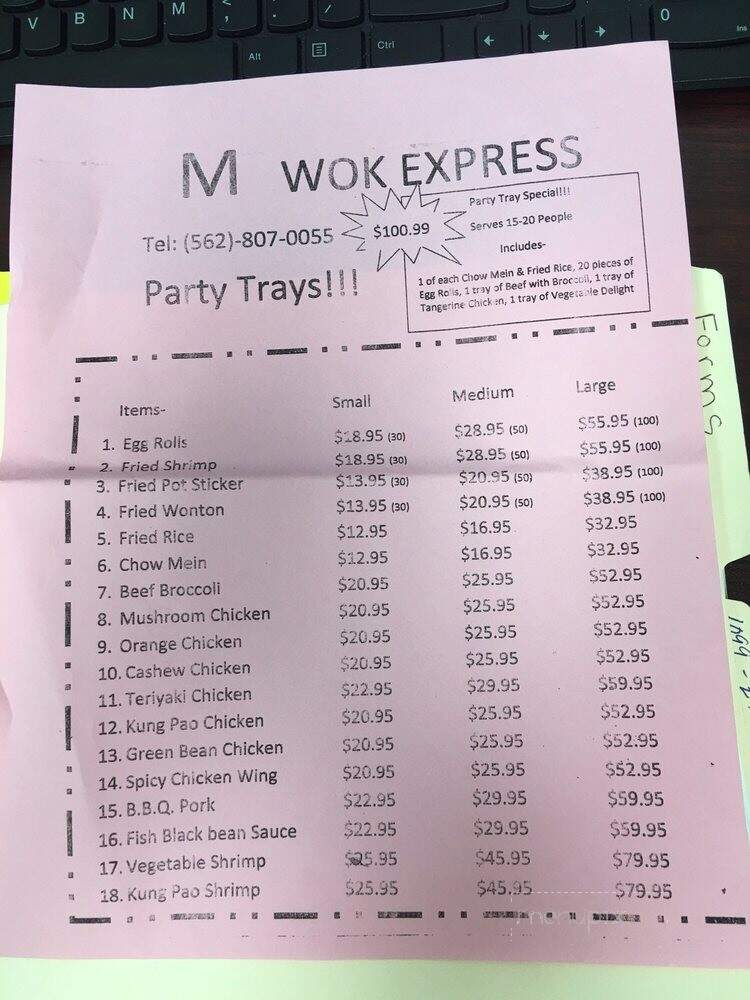 V B N M < , > . ? /
Alt Ctrl 0 Ins
M WOK EXPRESS
Tel: (562)-807-0055
$100.99
Party Tray Special!!!
Serves 15-20 People
Includes-
1 of each Chow Mein & Fried Rice, 20 pieces of
Egg Rolls, 1 tray of Beef with Broccoli, 1 tray of
Tangerine Chicken, 1 tray of Vegetable Delight
Party Trays!!!
Items- Small Medium Large
1. Egg Rolls $18.95 (30) $28.95 (50) $55.95 (100)
2. Fried Shrimp $18.95 (30) $28.95 (50) $55.95 (100)
3. Fried Pot Sticker $13.95 (30) $20.95 (50) $38.95 (100)
4. Fried Wonton $13.95 (30) $20.95 (50) $38.95 (100)
5. Fried Rice $12.95 $16.95 $32.95
6. Chow Mein $12.95 $16.95 $32.95
7. Beef Broccoli $20.95 $25.95 $52.95
8. Mushroom Chicken $20.95 $25.95 $52.95
9. Orange Chicken $20.95 $25.95 $52.95
10. Cashew Chicken $20.95 $25.95 $52.95
11. Teriyaki Chicken $22.95 $29.95 $59.95
12. Kung Pao Chicken $20.95 $25.95 $52.95
13. Green Bean Chicken $20.95 $25.95 $52.95
14. Spicy Chicken Wing $20.95 $25.95 $52.95
15. B.B.Q. Pork $22.95 $29.95 $59.95
16. Fish Black bean Sauce $22.95 $29.95 $59.95
17. Vegetable Shrimp $25.95 $45.95 $79.95
18. Kung Pao Shrimp $25.95 $45.95 $79.95
Forms